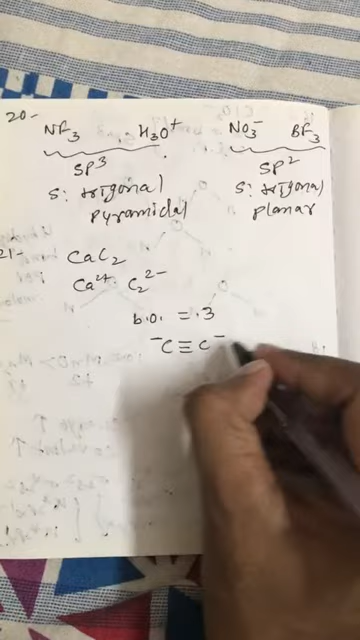 20-
NF3 H3O+ NO3- BF3
SP3 SP2
S: trigonal S: trigonal
pyramidal planar
21-
CaC2
Ca2+ C2 2-
b.o. = 3
-C≡C-